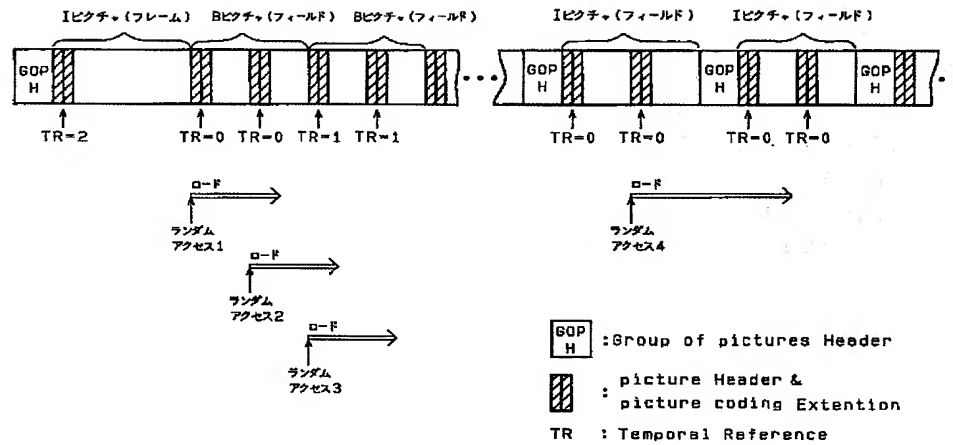 Iピクチャ(フレーム) Bピクチャ(フィールド) Bピクチャ(フィールド) Iピクチャ(フィールド) Iピクチャ(フィールド)
GOP H GOP H GOP H GOP H
TR=2 TR=0 TR=0 TR=1 TR=1 TR=0 TR=0 TR=0 TR=0
ロード ロード
ランダム ランダム
アクセス1 アクセス4
ロード
ランダム
アクセス2
ロード
ランダム
アクセス3
GOP H :Group of pictures Header
picture Header &
: picture coding Extention
TR : Temporal Reference